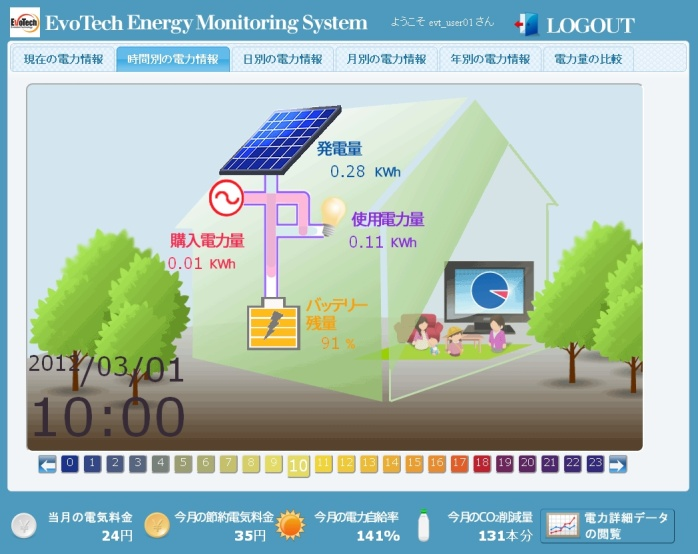 EvoTech
EvoTech Energy Monitoring System
ようこそ evt_user01さん
LOGOUT
現在の電力情報
時間別の電力情報
日別の電力情報
月別の電力情報
年別の電力情報
電力量の比較
発電量
0.28 KWh
使用電力量
0.11 KWh
購入電力量
0.01 KWh
バッテリー
残量
91 %
2012/03/01
10:00
0 1 2 3 4 5 6 7 8 9 10 11 12 13 14 15 16 17 18 19 20 21 22 23
当月の電気料金
24円
今月の節約電気料金
35円
今月の電力自給率
141%
今月のCO2削減量
131本分
電力詳細データ
の閲覧